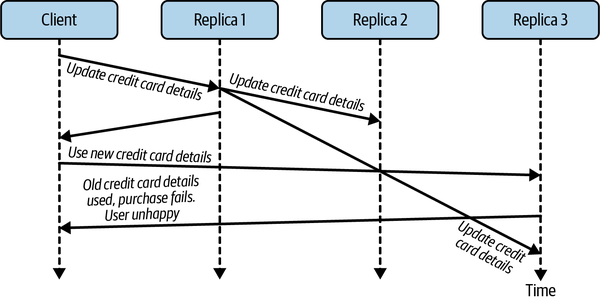 Client
Replica 1
Replica 2
Replica 3
Update credit card details
Update credit card details
Use new credit card details
Old credit card details
used, purchase fails.
User unhappy
Update credit
card details
Time